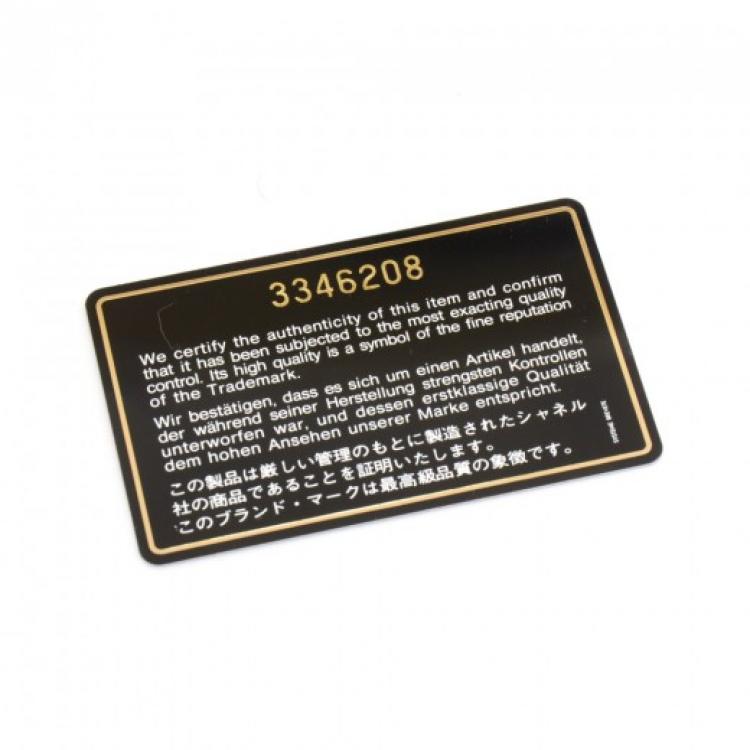 3346208
We certify the authenticity of this item and confirm
that it has been subjected to the most exacting quality
control. Its high quality is a symbol of the fine reputation
of the Trademark.
Wir bestätigen, dass es sich um einen Artikel handelt,
der während seiner Herstellung strengsten Kontrollen
unterworfen war, und dessen erstklassige Qualität
dem hohen Ansehen unserer Marke entspricht.
この製品は厳しい管理のもとに製造されたシャネル
社の商品であることを証明いたします。
このブランド・マークは最高級品質の象徴です。